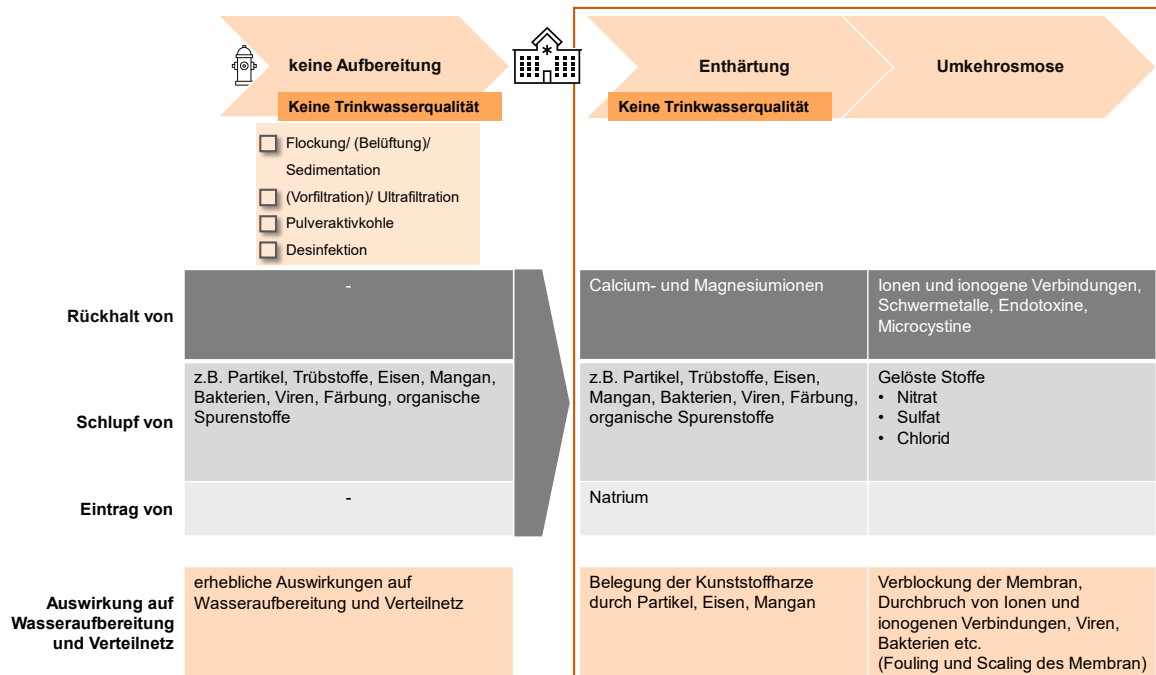 keine Aufbereitung
Enthärtung
Umkehrosmose
Keine Trinkwasserqualität
Keine Trinkwasserqualität
Flockung/ (Belüftung)/
Sedimentation
(Vorfiltration)/ Ultrafiltration
Pulveraktivkohle
Desinfektion
Rückhalt von
-
Calcium- und Magnesiumionen
Ionen und ionogene Verbindungen,
Schwermetalle, Endotoxine,
Microcystine
Schlupf von
z.B. Partikel, Trübstoffe, Eisen, Mangan,
Bakterien, Viren, Färbung, organische
Spurenstoffe
z.B. Partikel, Trübstoffe, Eisen,
Mangan, Bakterien, Viren, Färbung,
organische Spurenstoffe
Gelöste Stoffe
• Nitrat
• Sulfat
• Chlorid
Eintrag von
-
Natrium
Auswirkung auf
Wasseraufbereitung
und Verteilnetz
erhebliche Auswirkungen auf
Wasseraufbereitung und Verteilnetz
Belegung der Kunststoffharze
durch Partikel, Eisen, Mangan
Verblockung der Membran,
Durchbruch von Ionen und
ionogenen Verbindungen, Viren,
Bakterien etc.
(Fouling und Scaling des Membran)